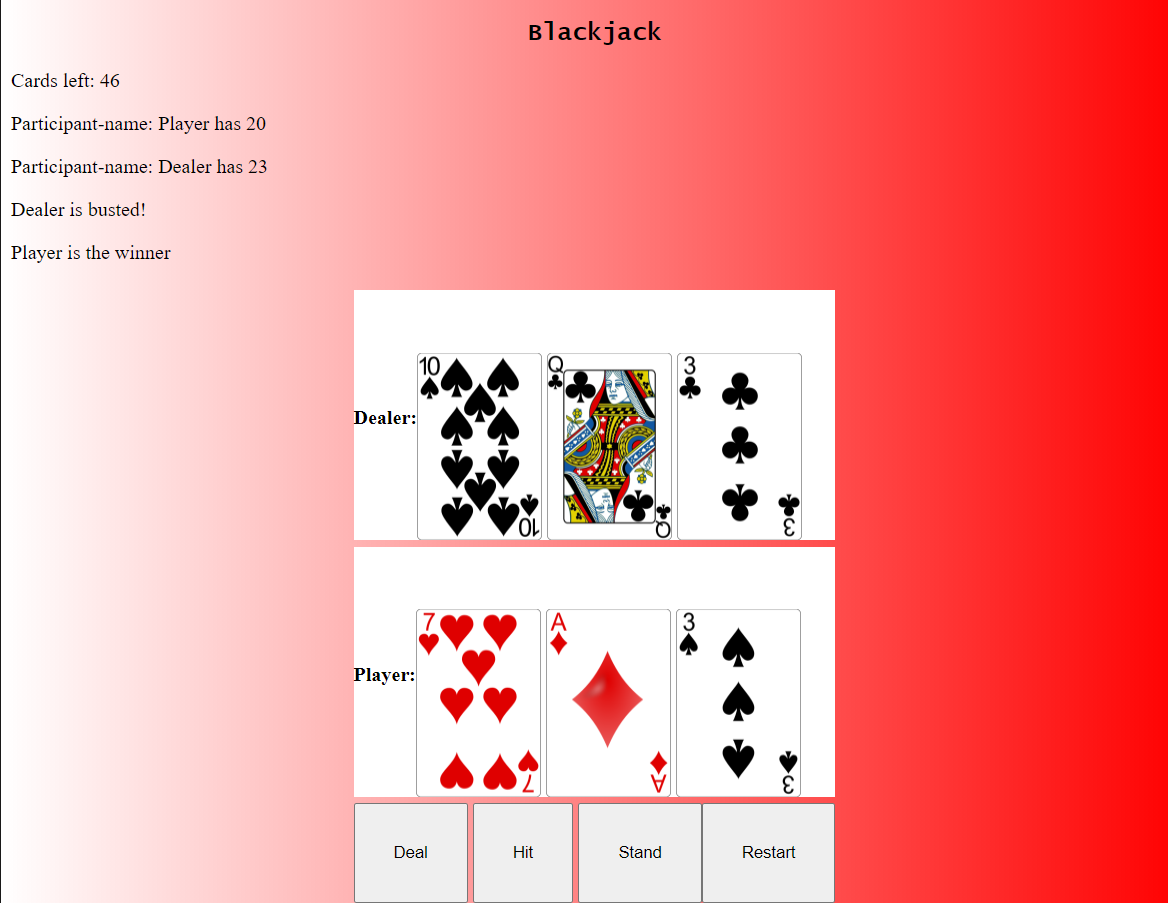 Blackjack
Cards left: 46
Participant-name: Player has 20
Participant-name: Dealer has 23
Dealer is busted!
Player is the winner
Dealer:
10
10
Q
Q
3
3
Player:
7
7
A
A
3
3
Deal
Hit
Stand
Restart